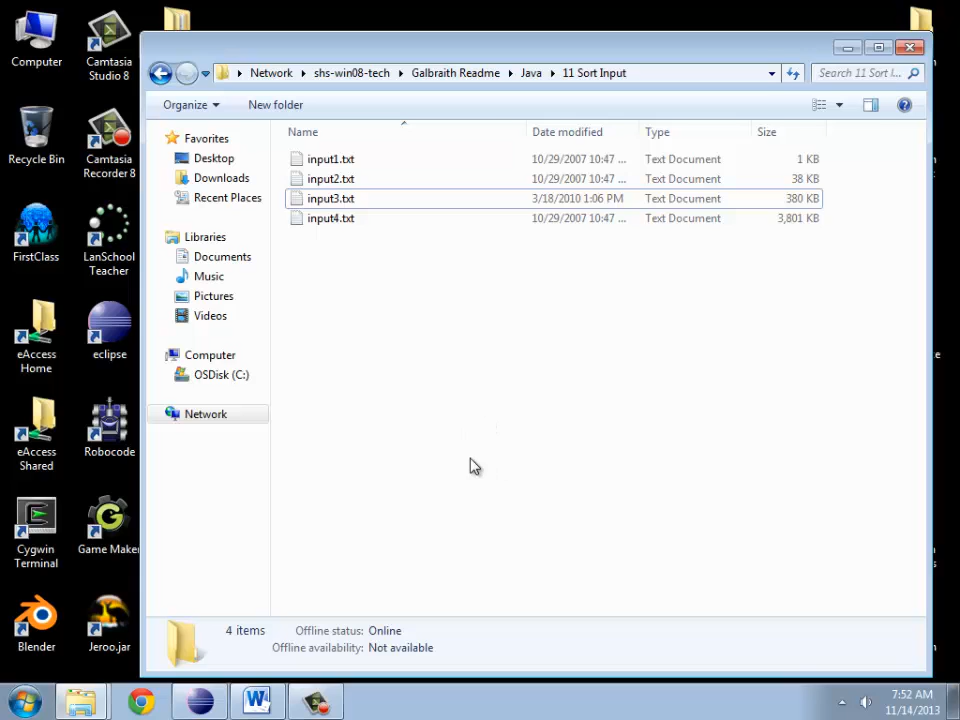 Computer
Camtasia
Studio 8
Recycle Bin
Camtasia
Recorder 8
FirstClass
LanSchool
Teacher
eAccess
Home
eclipse
eAccess
Shared
Robocode
Cygwin
Terminal
Game Make
Blender
Jeroo.jar
Network
shs-win08-tech
Galbraith Readme
Java
11 Sort Input
Search 11 Sort I...
Organize
New folder
Favorites
Desktop
Downloads
Recent Places
Libraries
Documents
Music
Pictures
Videos
Computer
OSDisk (C:)
Network
Name Date modified Type Size
input1.txt 10/29/2007 10:47 ... Text Document 1 KB
input2.txt 10/29/2007 10:47 ... Text Document 38 KB
input3.txt 3/18/2010 1:06 PM Text Document 380 KB
input4.txt 10/29/2007 10:47 ... Text Document 3,801 KB
4 items Offline status: Online
Offline availability: Not available
7:52 AM
11/14/2013